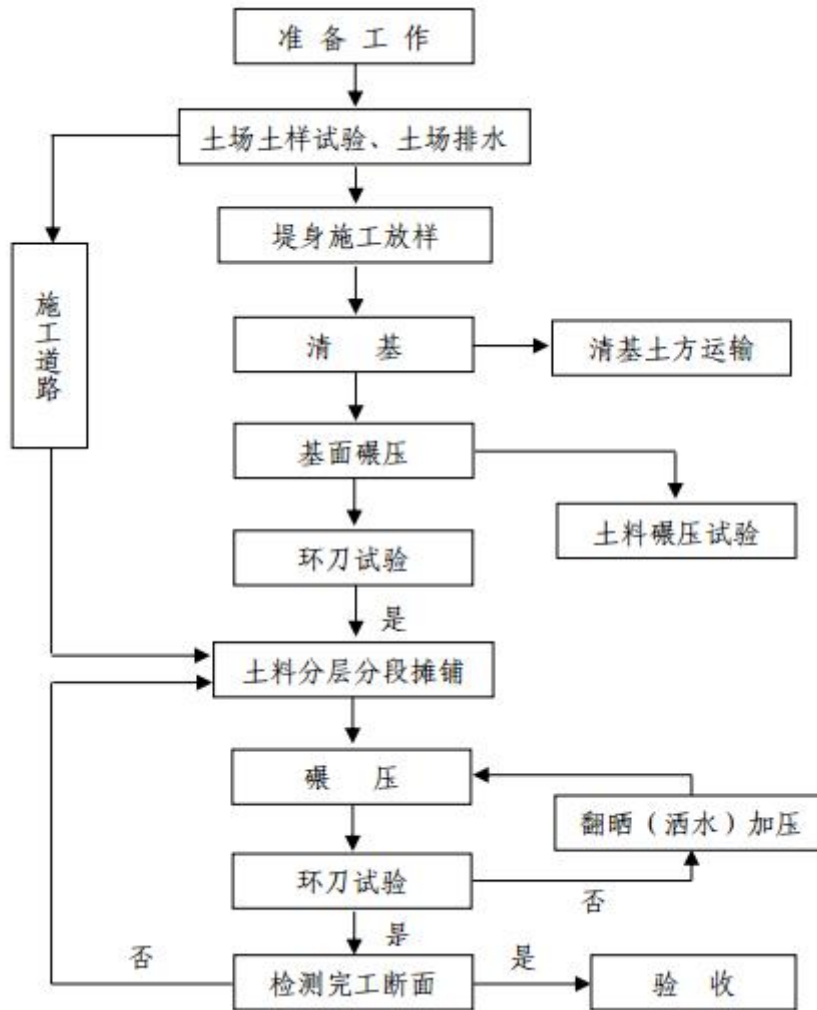 准 备 工 作
土场土样试验、土场排水
堤身施工放样
施工道路
清 基
清基土方运输
基面碾压
土料碾压试验
环刀试验
是
土料分层分段摊铺
碾 压
翻晒（洒水）加压
环刀试验
否
是
否
检测完工断面
是
验 收